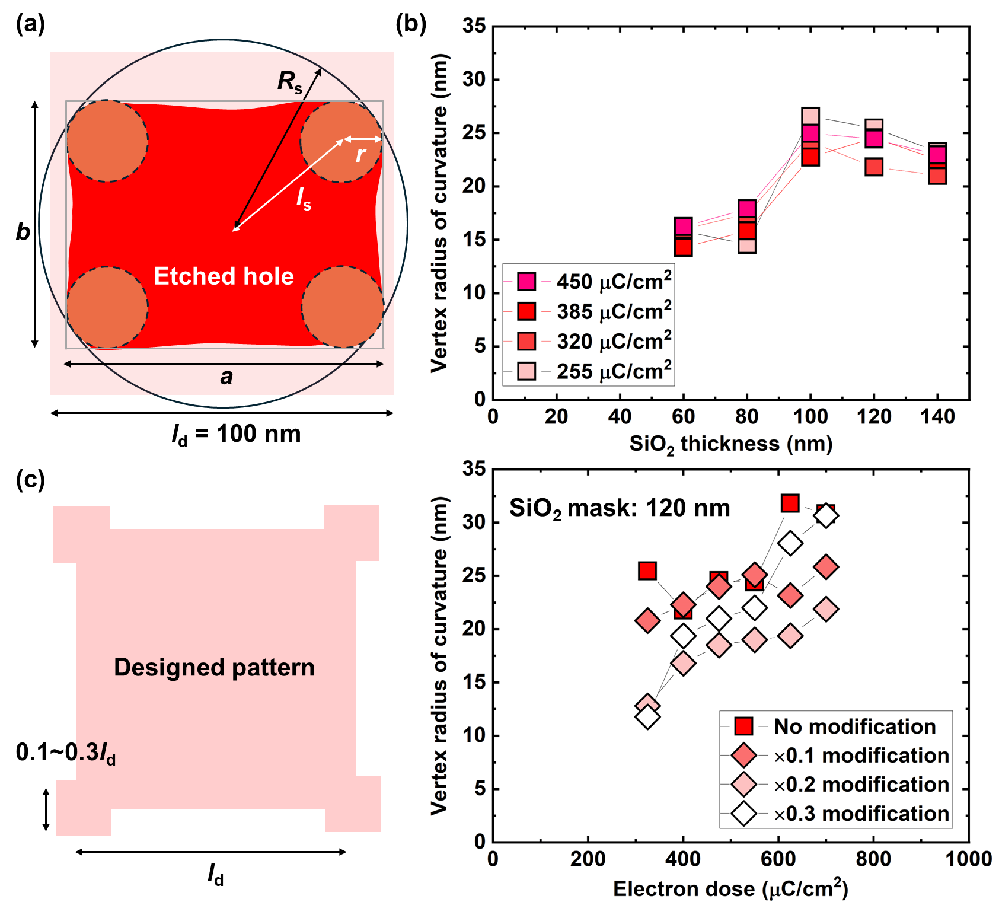 (a)
R_s
r
l_s
b
Etched hole
a
l_d = 100 nm
(b)
Vertex radius of curvature (nm)
35
30
25
20
15
10
5
0
450 μC/cm²
385 μC/cm²
320 μC/cm²
255 μC/cm²
0 20 40 60 80 100 120 140
SiO₂ thickness (nm)
(c)
Designed pattern
0.1~0.3l_d
l_d
Vertex radius of curvature (nm)
35
30
25
20
15
10
5
0
SiO₂ mask: 120 nm
No modification
×0.1 modification
×0.2 modification
×0.3 modification
0 200 400 600 800 1000
Electron dose (μC/cm²)